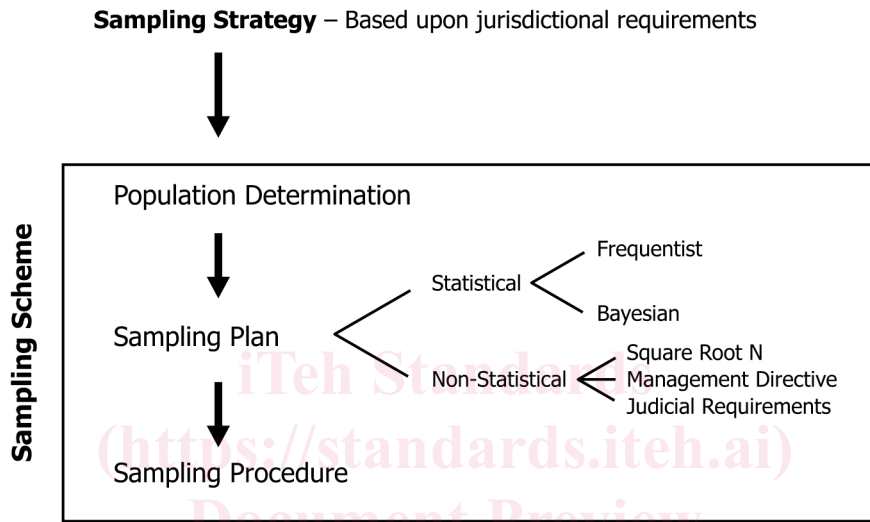 Sampling Strategy – Based upon jurisdictional requirements
Sampling Scheme
Population Determination
Sampling Plan
Statistical
Frequentist
Bayesian
Non-Statistical
Square Root N
Management Directive
Judicial Requirements
Sampling Procedure
iTeh Standards
(https://standards.iteh.ai)
Document Preview